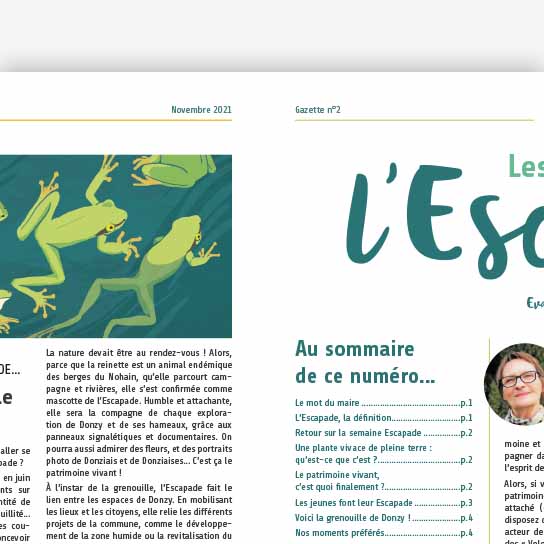 Novembre 2021
DE...
le
aller se
pade ?
en juin
nts sur
ntité de
uillité...
es cou-
oncevoir
La nature devait être au rendez-vous ! Alors,
parce que la reinette est un animal endémique
des berges du Nohain, qu'elle parcourt cam-
pagne et rivières, elle s'est confirmée comme
mascotte de l'Escapade. Humble et attachante,
elle sera la compagne de chaque explora-
tion de Donzy et de ses hameaux, grâce aux
panneaux signalétiques et documentaires. On
pourra aussi admirer des fleurs, et des portraits
photo de Donziais et de Donziaises... C'est ça le
patrimoine vivant !
À l'instar de la grenouille, l'Escapade fait le
lien entre les espaces de Donzy. En mobilisant
les lieux et les citoyens, elle relie les différents
projets de la commune, comme le développe-
ment de la zone humide ou la revitalisation du
Gazette n°2
Les
l'Esc
Eva
Au sommaire
de ce numéro...
Le mot du maire ...........................................p.1
L'Escapade, la définition..............................p.1
Retour sur la semaine Escapade ................p.2
Une plante vivace de pleine terre :
qu'est-ce que c'est ?....................................p.2
Le patrimoine vivant,
c'est quoi finalement ?.................................p.2
Les jeunes font leur Escapade ....................p.3
Voici la grenouille de Donzy ! .....................p.4
Nos moments préférés.................................p.4
moine et
pagner da
l'esprit de
Alors, si v
patrimoin
attaché (
disposez d
acteur de
des « Vele